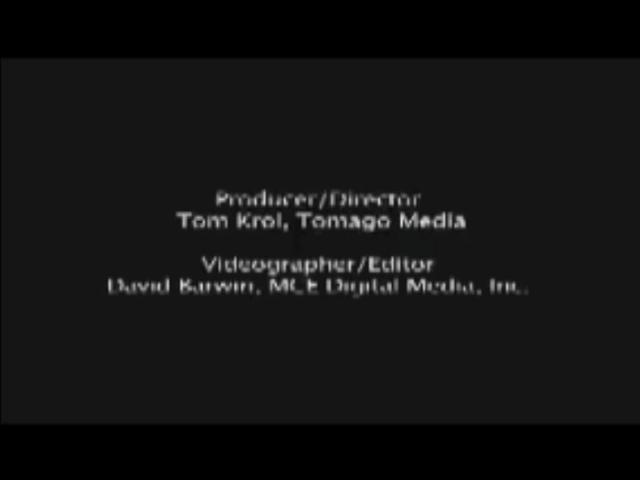 Producer/Director
Tom Krol, Tomago Media
Videographer/Editor
David Barwin, MCE Digital Media, Inc.